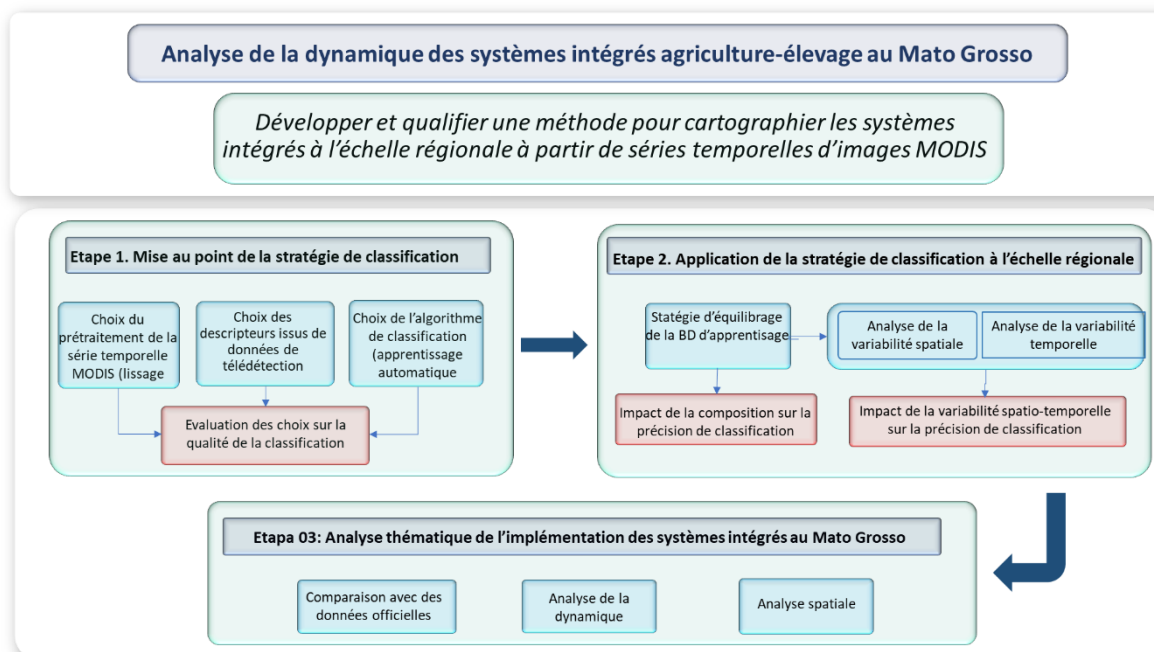 Analyse de la dynamique des systèmes intégrés agriculture-élevage au Mato Grosso
Développer et qualifier une méthode pour cartographier les systèmes
intégrés à l'échelle régionale à partir de séries temporelles d'images MODIS
Etape 1. Mise au point de la stratégie de classification
Choix du
prétraitement de la
série temporelle
MODIS (lissage
Choix des
descripteurs issus de
données de
télédétection
Choix de l'algorithme
de classification
(apprentissage
automatique
Evaluation des choix sur la
qualité de la classification
Etape 2. Application de la stratégie de classification à l'échelle régionale
Statégie d'équilibrage
de la BD d'apprentisage
Analyse de la
variabilité spatiale
Analyse de la variabilité
temporelle
Impact de la composition sur la
précision de classification
Impact de la variabilité spatio-temporelle
sur la précision de classification
Etapa 03: Analyse thématique de l'implémentation des systèmes intégrés au Mato Grosso
Comparaison avec des
données officielles
Analyse de la
dynamique
Analyse spatiale